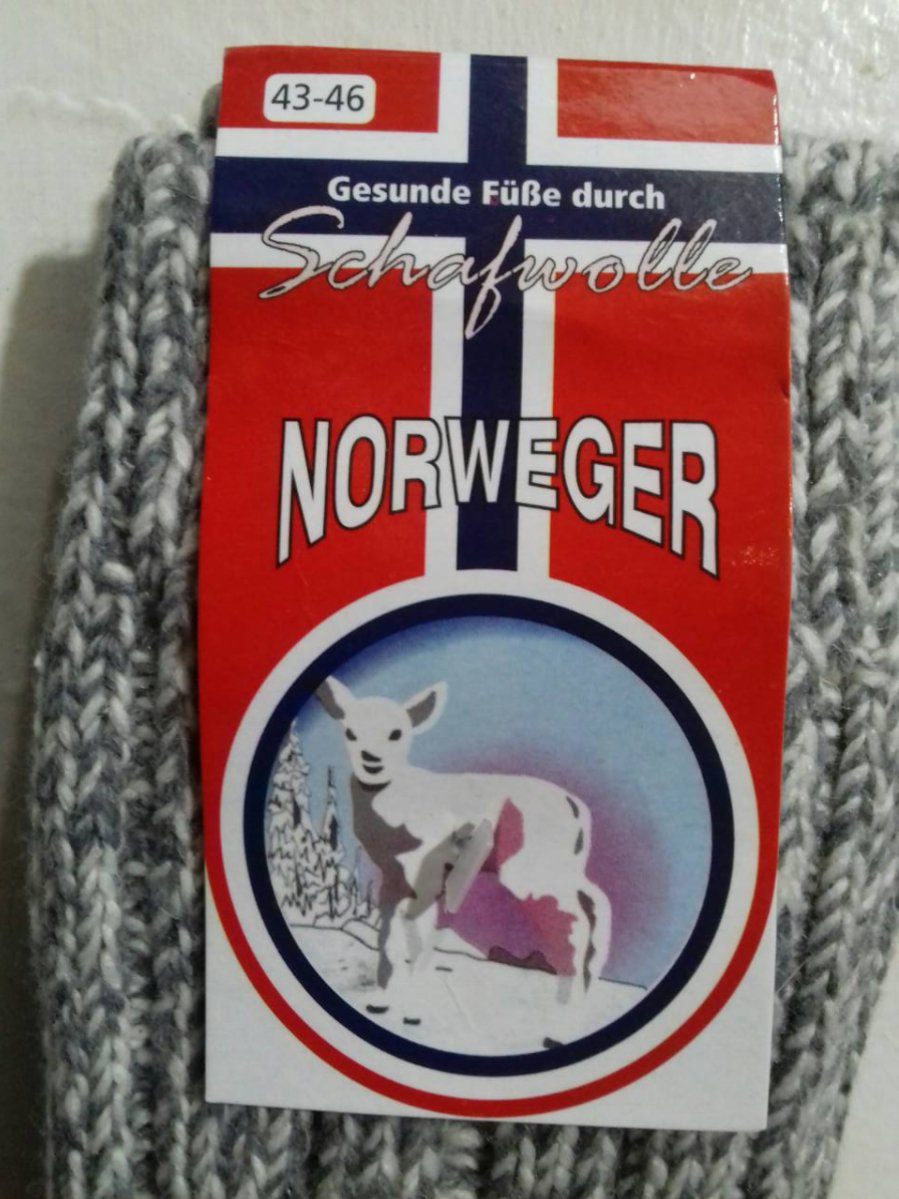 43-46
Gesunde Füße durch
Schafwolle
NORWEGER